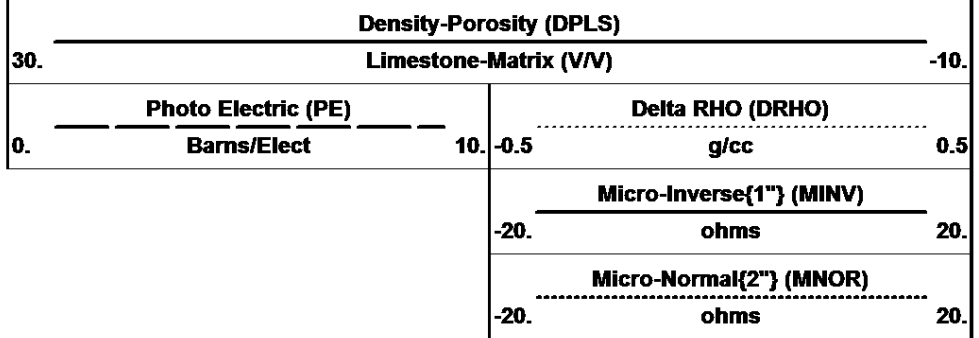 Density-Porosity (DPLS)
30. Limestone-Matrix (V/V) -10.
Photo Electric (PE) Delta RHO (DRHO)
0. Barns/Elect 10. -0.5 g/cc 0.5
Micro-Inverse{1"} (MINV)
-20. ohms 20.
Micro-Normal{2"} (MNOR)
-20. ohms 20.